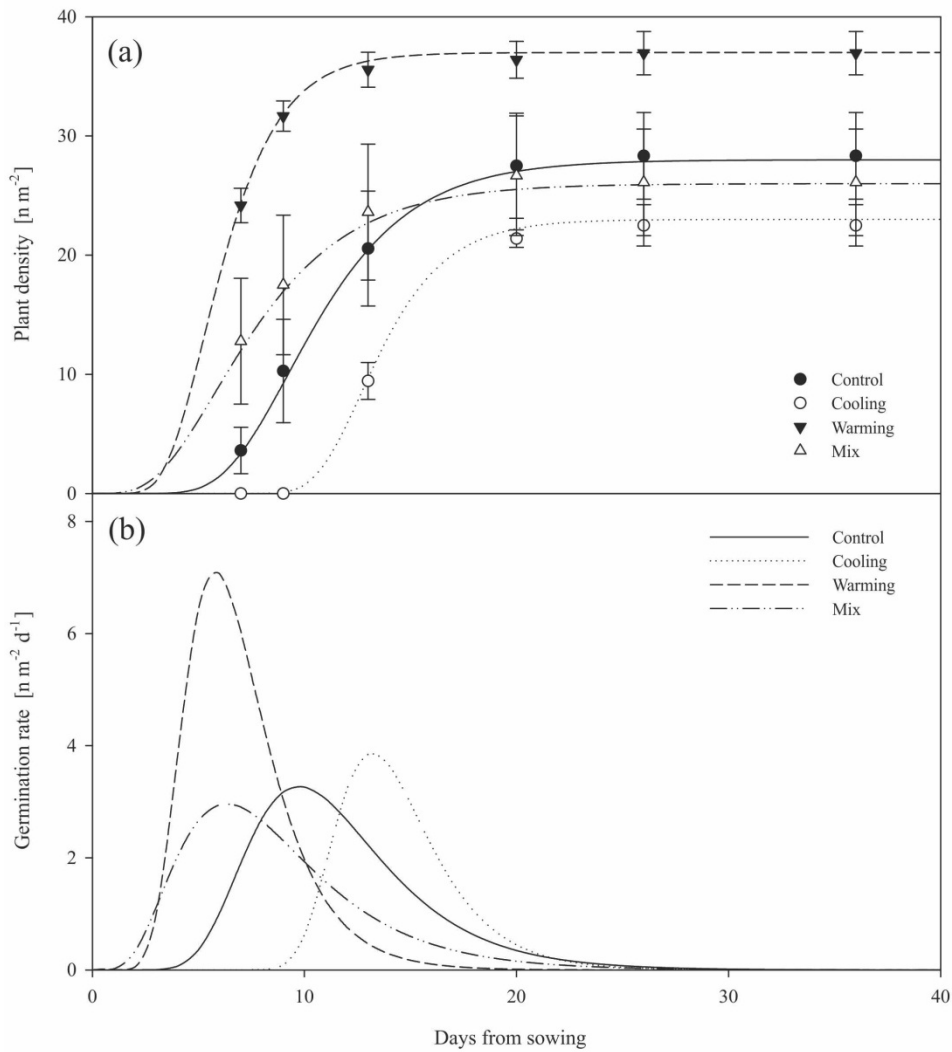 (a)
40
30
20
10
0
Plant density [n m⁻²]
Control
Cooling
Warming
Mix
(b)
8
6
4
2
0
Germination rate [n m⁻² d⁻¹]
Control
Cooling
Warming
Mix
0 10 20 30 40
Days from sowing